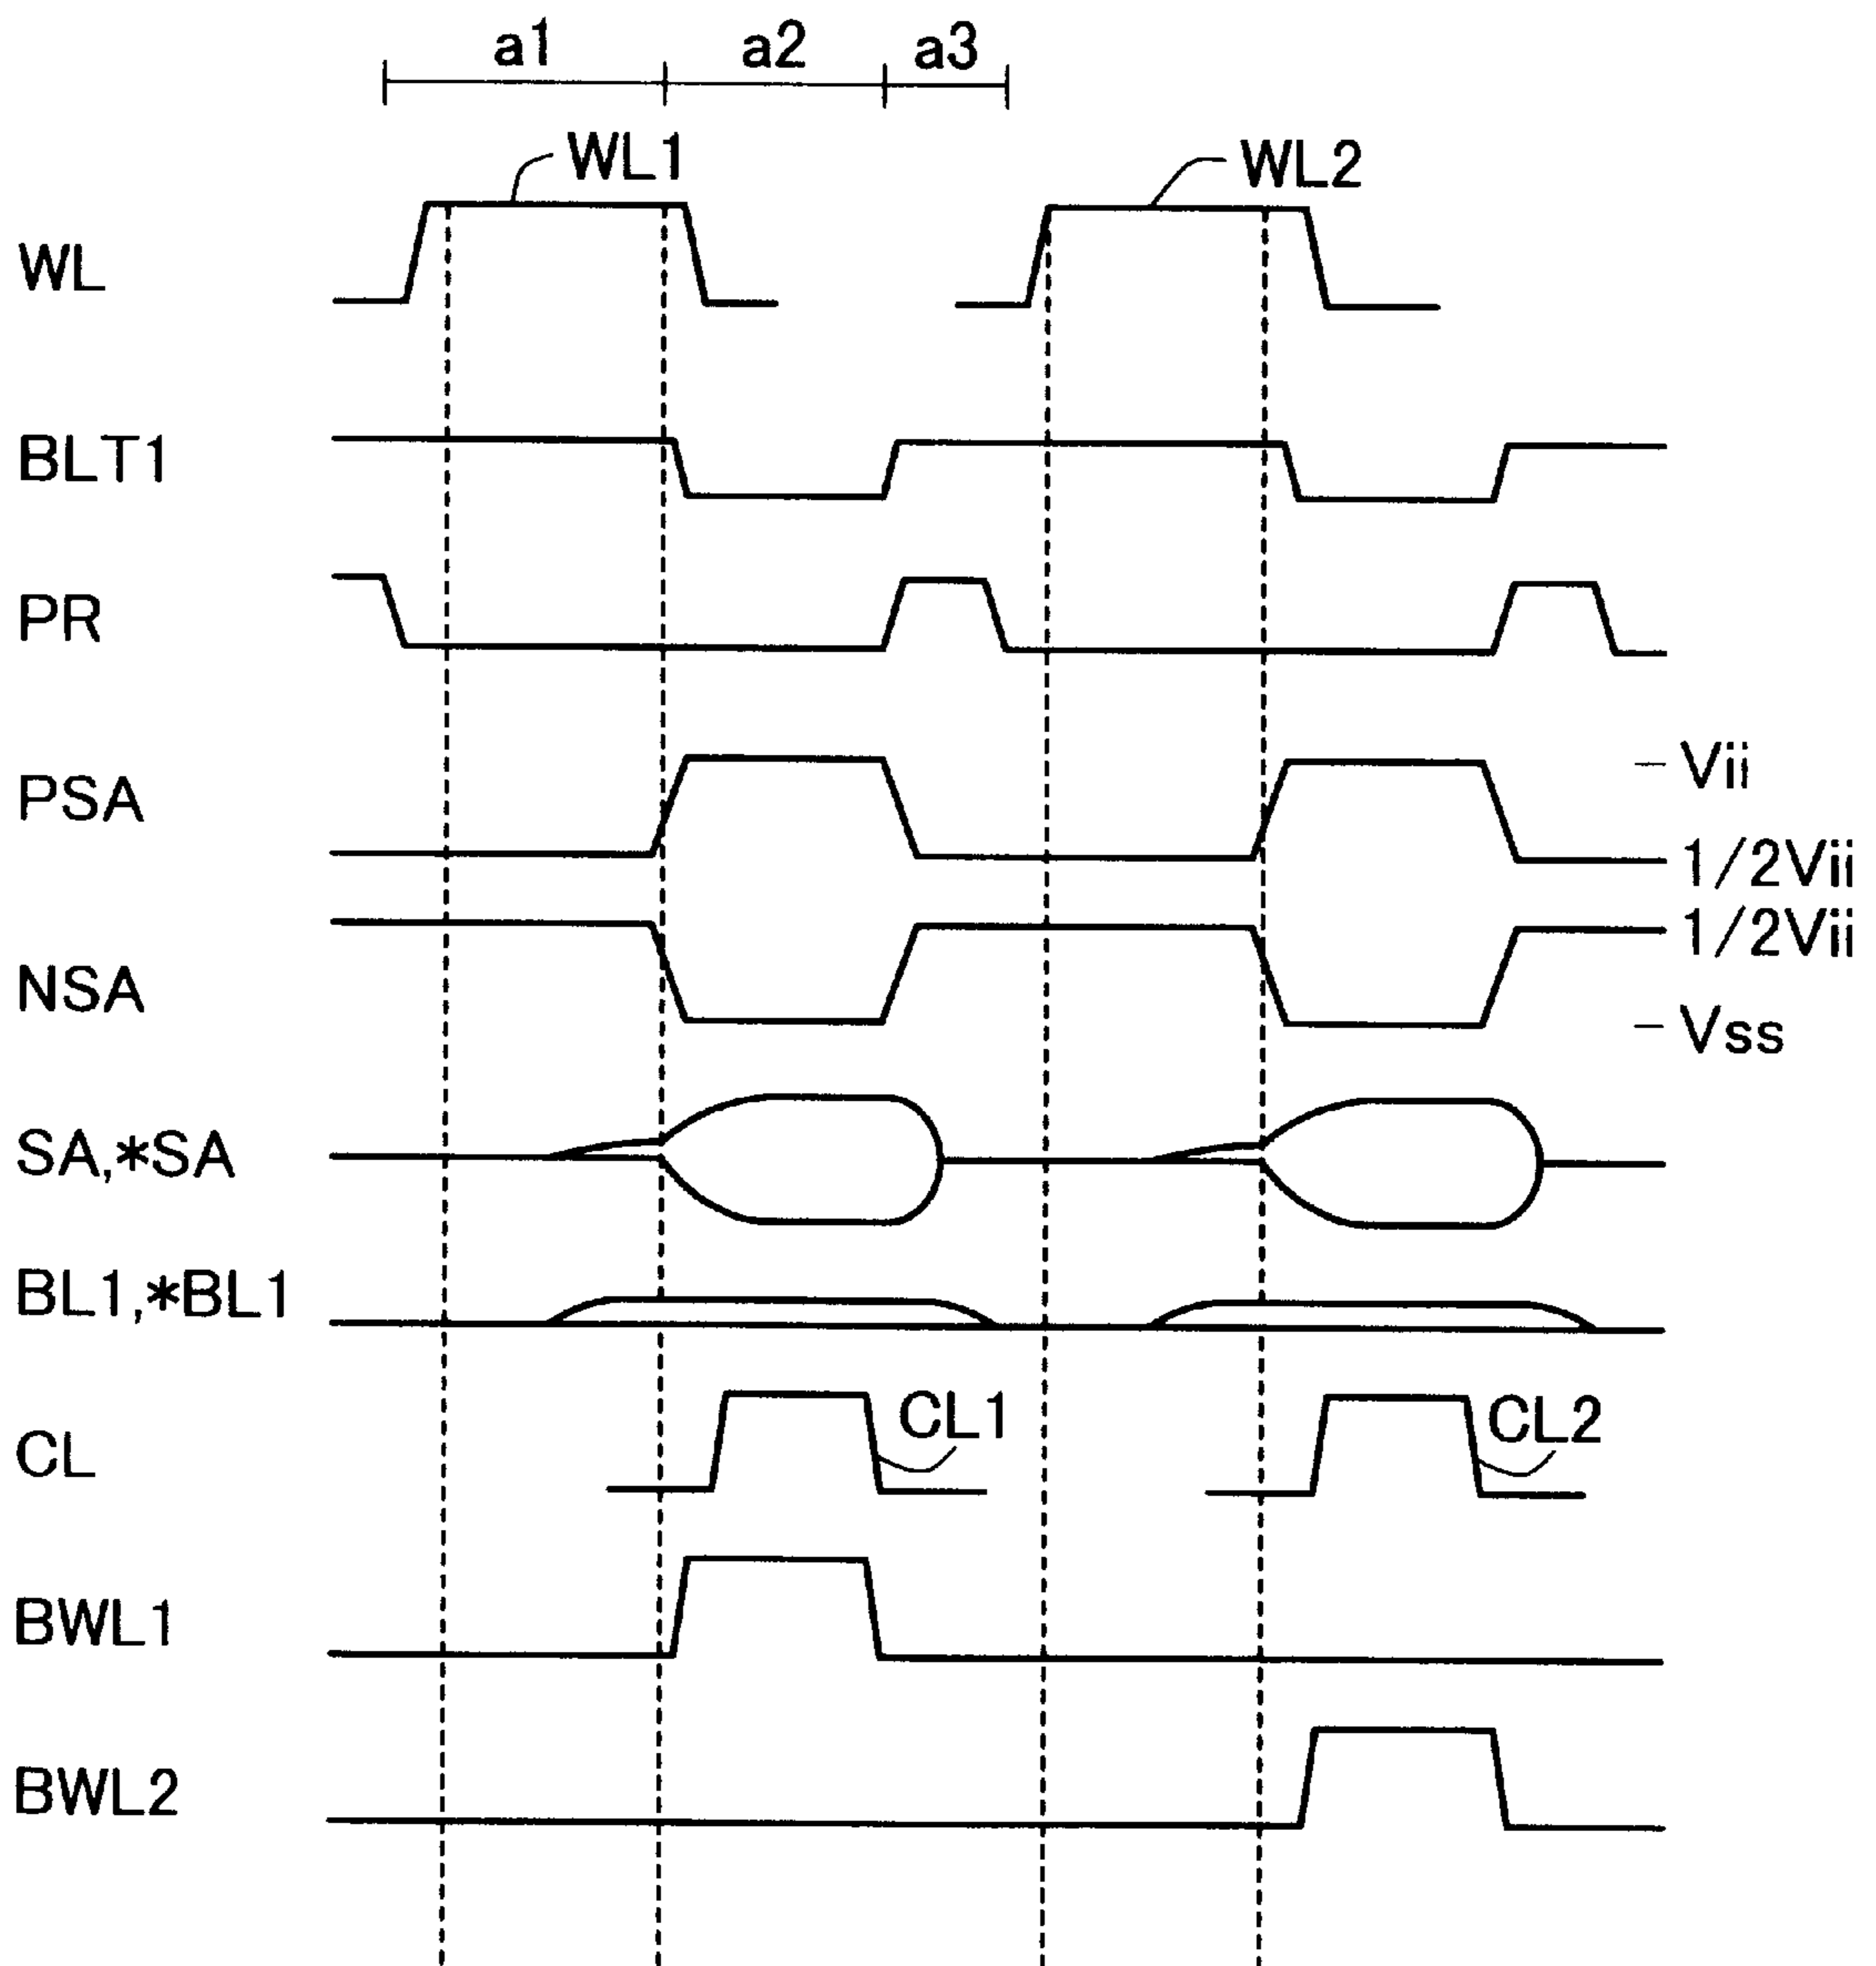 a1 a2 a3
WL1 WL2
WL
BLT1
PR
PSA
Vii
1/2Vii
1/2Vii
NSA
Vss
SA,*SA
BL1,*BL1
CL1 CL2
CL
BWL1
BWL2